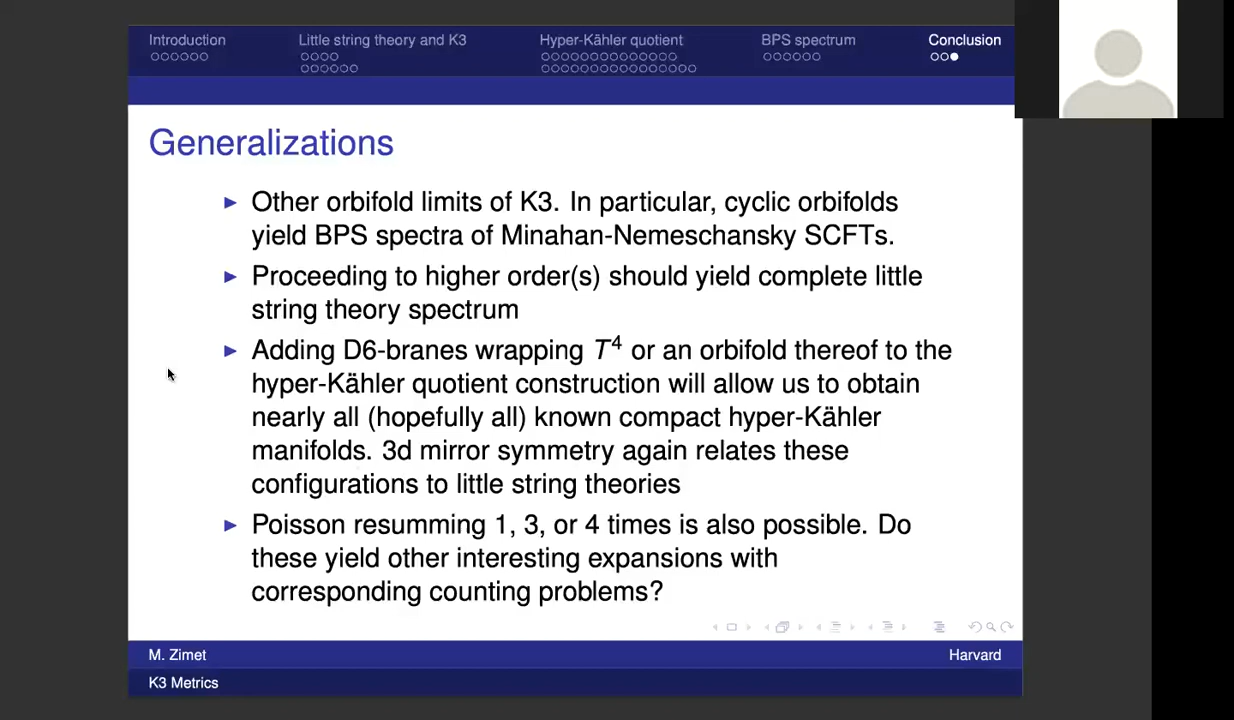 Introduction Little string theory and K3 Hyper-Kähler quotient BPS spectrum Conclusion
Generalizations
Other orbifold limits of K3. In particular, cyclic orbifolds
yield BPS spectra of Minahan-Nemeschansky SCFTs.
Proceeding to higher order(s) should yield complete little
string theory spectrum
Adding D6-branes wrapping T⁴ or an orbifold thereof to the
hyper-Kähler quotient construction will allow us to obtain
nearly all (hopefully all) known compact hyper-Kähler
manifolds. 3d mirror symmetry again relates these
configurations to little string theories
Poisson resumming 1, 3, or 4 times is also possible. Do
these yield other interesting expansions with
corresponding counting problems?
M. Zimet Harvard
K3 Metrics